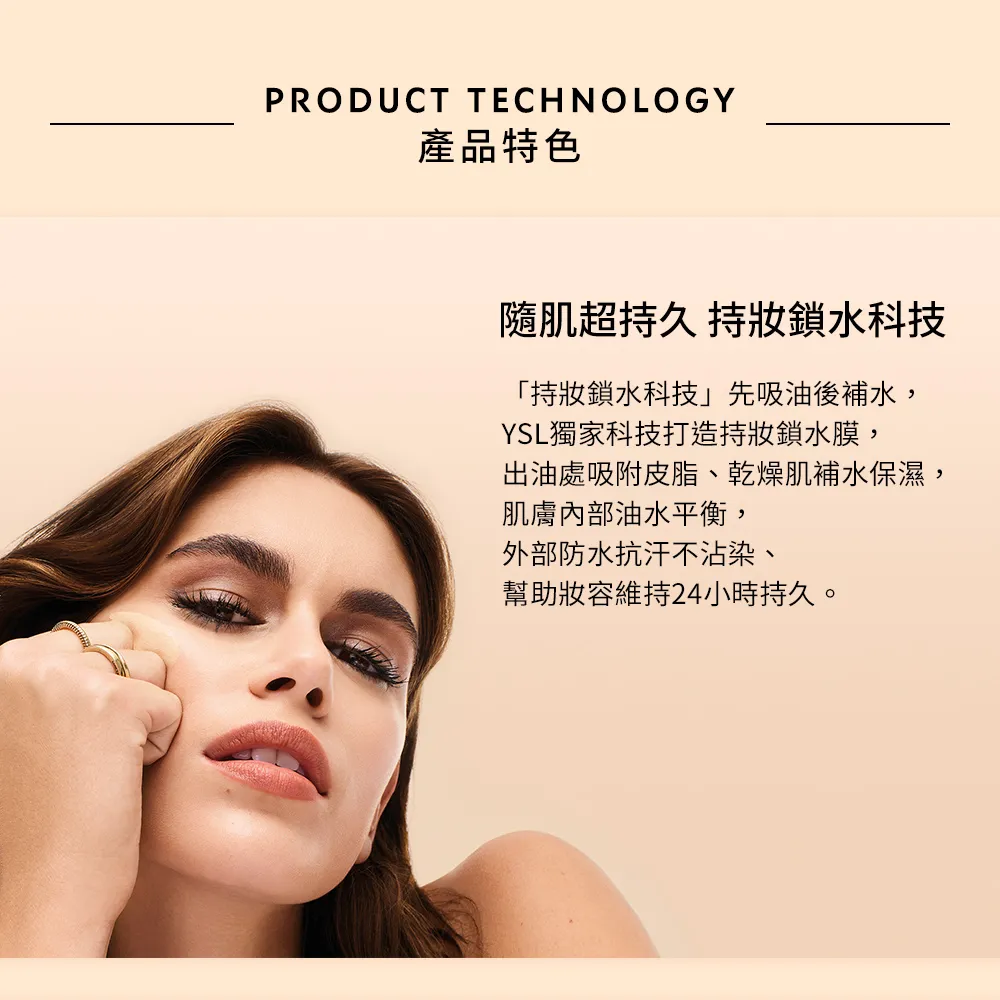 PRODUCT TECHNOLOGY
產品特色
隨肌超持久 持妝鎖水科技
「持妝鎖水科技」先吸油後補水，
YSL獨家科技打造持妝鎖水膜，
出油處吸附皮脂、乾燥肌補水保濕，
肌膚內部油水平衡，
外部防水抗汗不沾染、
幫助妝容維持24小時持久。